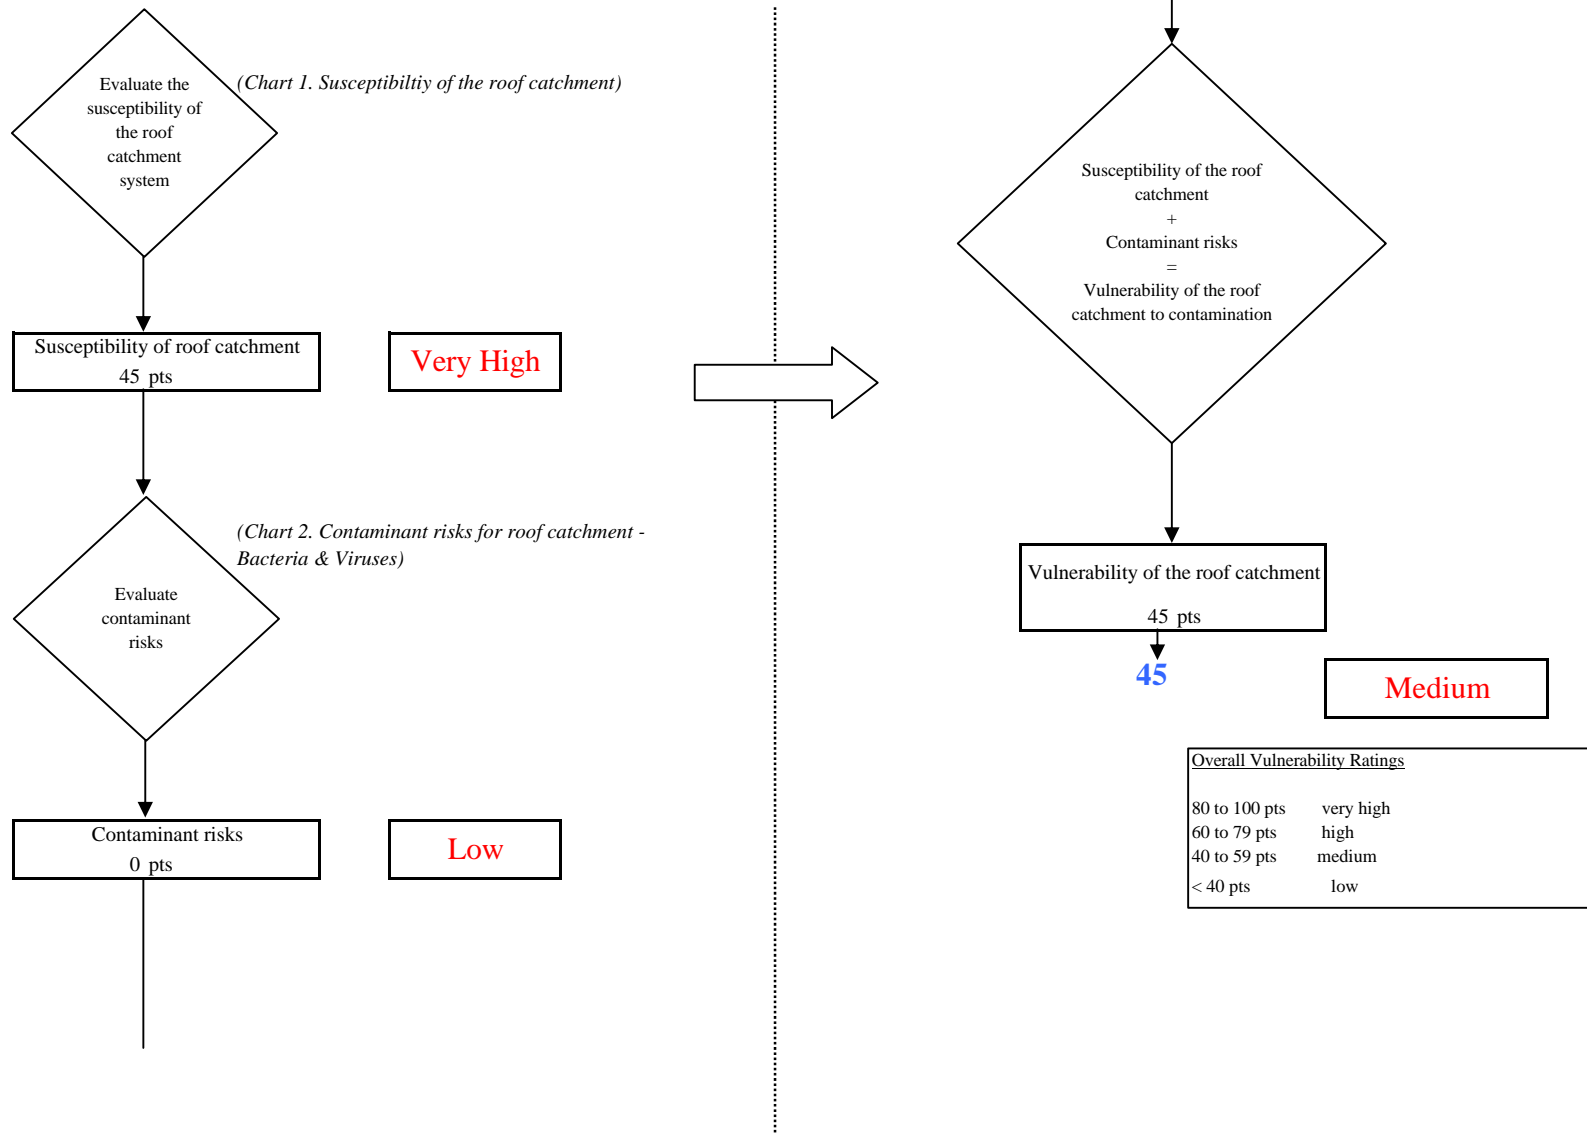 Evaluate the
susceptibility of
the roof
catchment
system
(Chart 1. Susceptibiltiy of the roof catchment)
Susceptibility of roof catchment
45 pts
Very High
(Chart 2. Contaminant risks for roof catchment -
Bacteria & Viruses)
Evaluate
contaminant
risks
Contaminant risks
0 pts
Low
Susceptibility of the roof
catchment
+
Contaminant risks
=
Vulnerability of the roof
catchment to contamination
Vulnerability of the roof catchment
45 pts
45
Medium
Overall Vulnerability Ratings
80 to 100 pts very high
60 to 79 pts high
40 to 59 pts medium
< 40 pts low